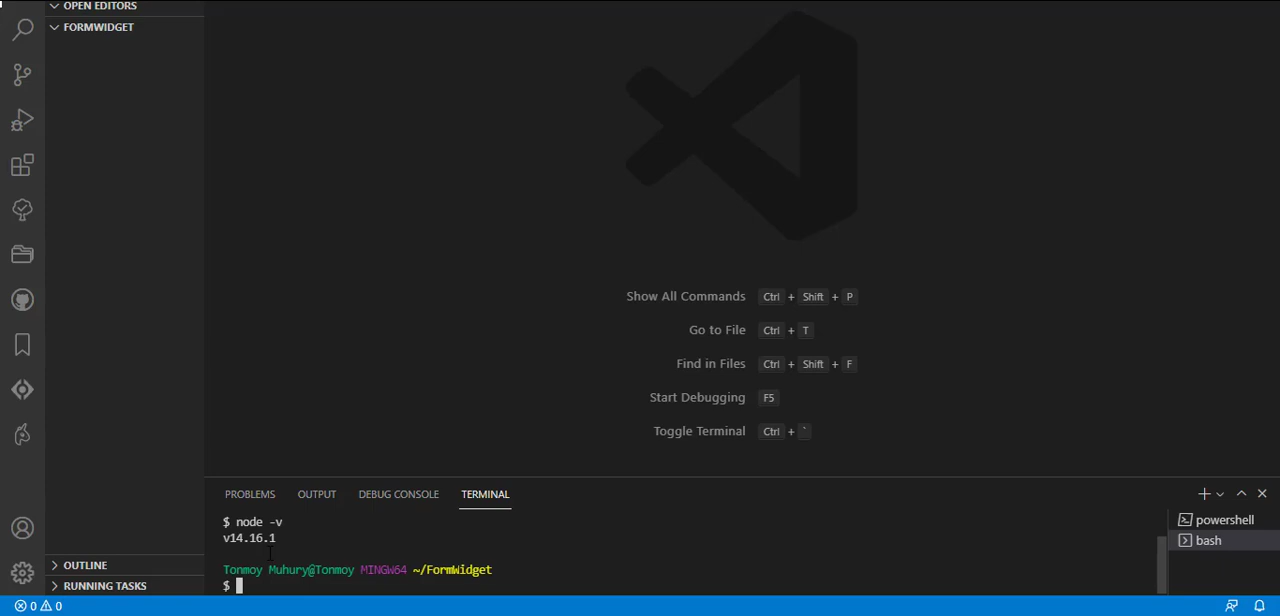 OPEN EDITORS
FORMWIDGET
Show All Commands Ctrl + Shift + P
Go to File Ctrl + T
Find in Files Ctrl + Shift + F
Start Debugging F5
Toggle Terminal Ctrl + `
PROBLEMS OUTPUT DEBUG CONSOLE TERMINAL
$ node -v
v14.16.1
Tonmoy Muhury@Tonmoy MINGW64 ~/FormWidget
$
powershell
bash
OUTLINE
RUNNING TASKS
0 0